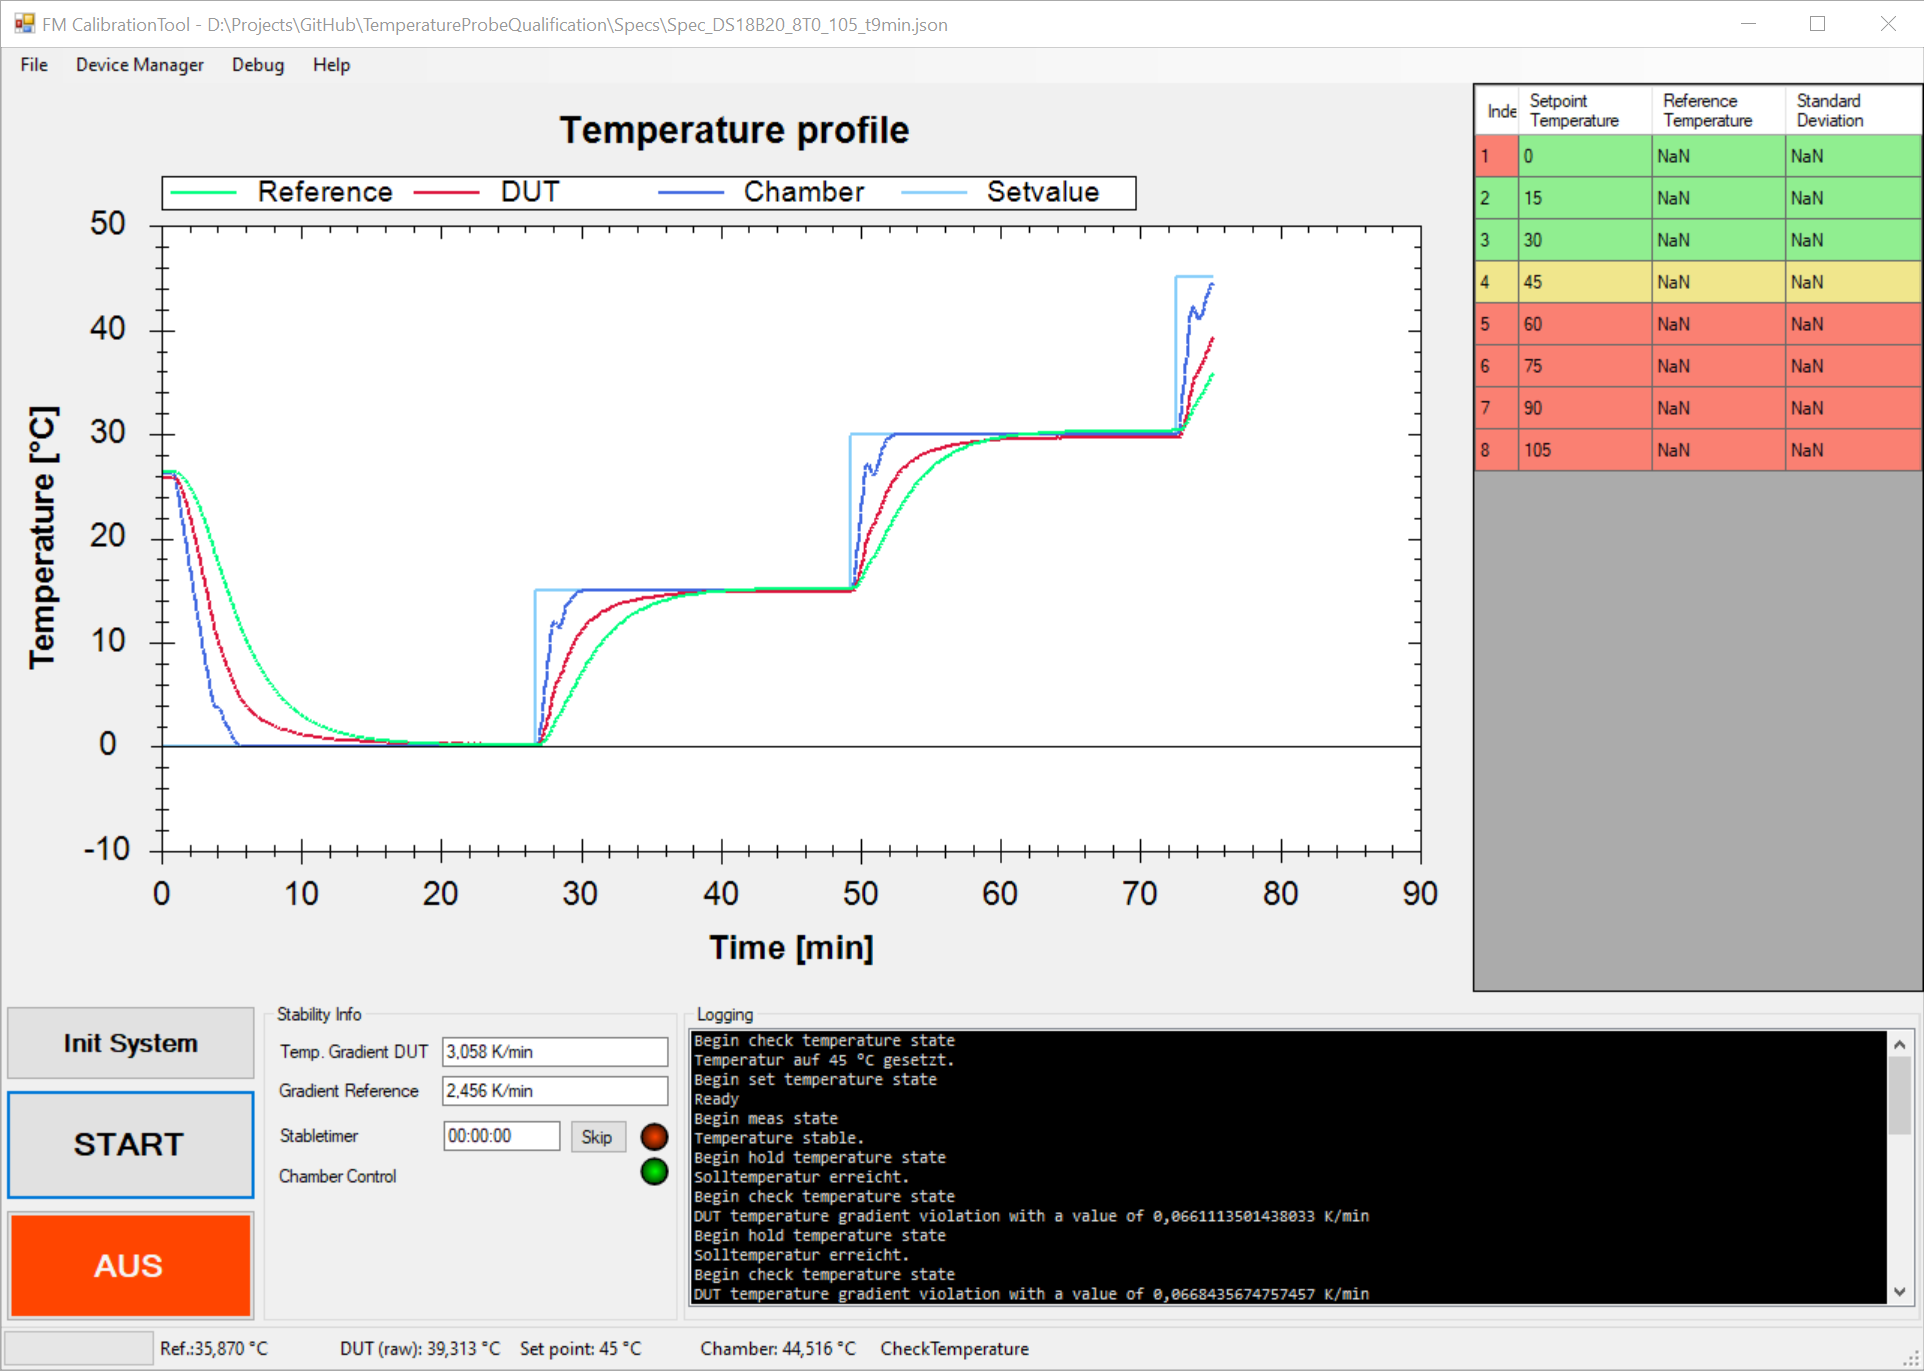 FM CalibrationTool - D:\Projects\GitHub\TemperatureProbeQualification\Specs\Spec_DS18B20_8T0_105_t9min.json
File Device Manager Debug Help
Temperature profile
Reference DUT Chamber Setvalue
50
40
30
20
10
0
-10
Temperature [°C]
0 10 20 30 40 50 60 70 80 90
Time [min]
Inde Setpoint Temperature Reference Temperature Standard Deviation
1 0 NaN NaN
2 15 NaN NaN
3 30 NaN NaN
4 45 NaN NaN
5 60 NaN NaN
6 75 NaN NaN
7 90 NaN NaN
8 105 NaN NaN
Init System
START
AUS
Stability Info
Temp. Gradient DUT 3,058 K/min
Gradient Reference 2,456 K/min
Stabletimer 00:00:00 Skip
Chamber Control
Logging
Begin check temperature state
Temperatur auf 45 °C gesetzt.
Begin set temperature state
Ready
Begin meas state
Temperature stable.
Begin hold temperature state
Solltemperatur erreicht.
Begin check temperature state
DUT temperature gradient violation with a value of 0,0661113501438033 K/min
Begin hold temperature state
Solltemperatur erreicht.
Begin check temperature state
DUT temperature gradient violation with a value of 0,0668435674757457 K/min
Ref.:35,870 °C DUT (raw): 39,313 °C Set point: 45 °C Chamber: 44,516 °C CheckTemperature